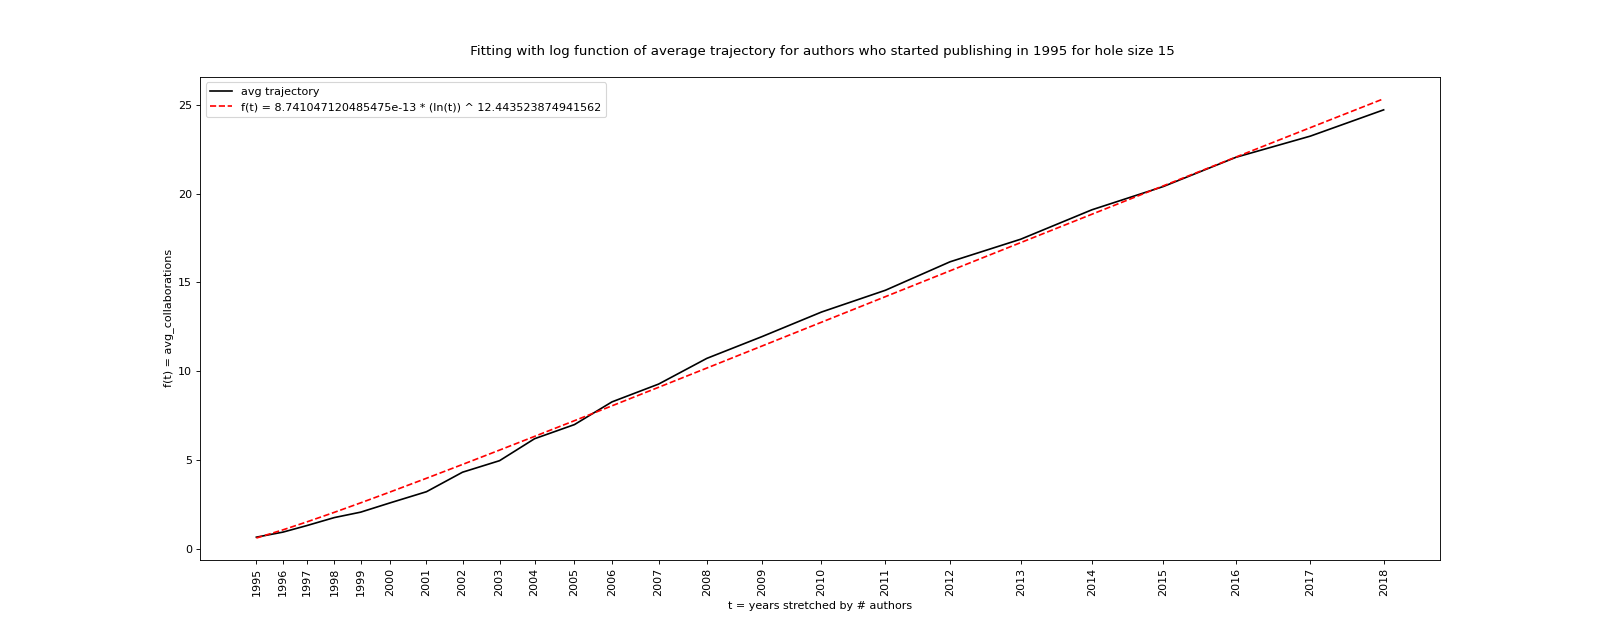 Fitting with log function of average trajectory for authors who started publishing in 1995 for hole size 15
avg trajectory
f(t) = 8.741047120485475e-13 * (ln(t)) ^ 12.443523874941562
25
20
15
10
5
0
f(t) = avg_collaborations
1995 1996 1997 1998 1999 2000 2001 2002 2003 2004 2005 2006 2007 2008 2009 2010 2011 2012 2013 2014 2015 2016 2017 2018
t = years stretched by # authors